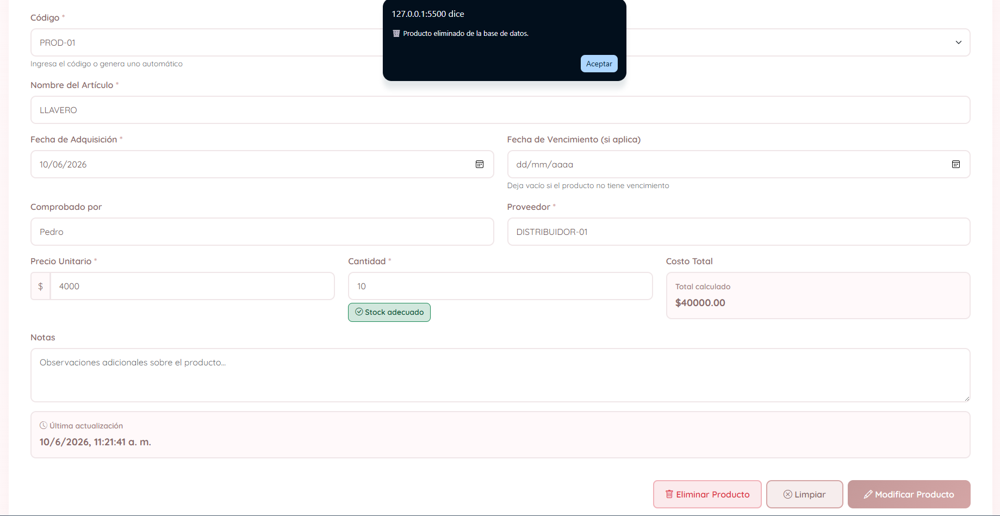 127.0.0.1:5500 dice
🗑️ Producto eliminado de la base de datos.
Aceptar
Código *
PROD-01
Ingresa el código o genera uno automático
Nombre del Artículo *
LLAVERO
Fecha de Adquisición *
10/06/2026
Fecha de Vencimiento (si aplica)
dd/mm/aaaa
Deja vacío si el producto no tiene vencimiento
Comprobado por
Pedro
Proveedor *
DISTRIBUIDOR-01
Precio Unitario *
$ 4000
Cantidad *
10
Stock adecuado
Costo Total
Total calculado
$40000.00
Notas
Observaciones adicionales sobre el producto...
Última actualización
10/6/2026, 11:21:41 a. m.
Eliminar Producto
Limpiar
Modificar Producto